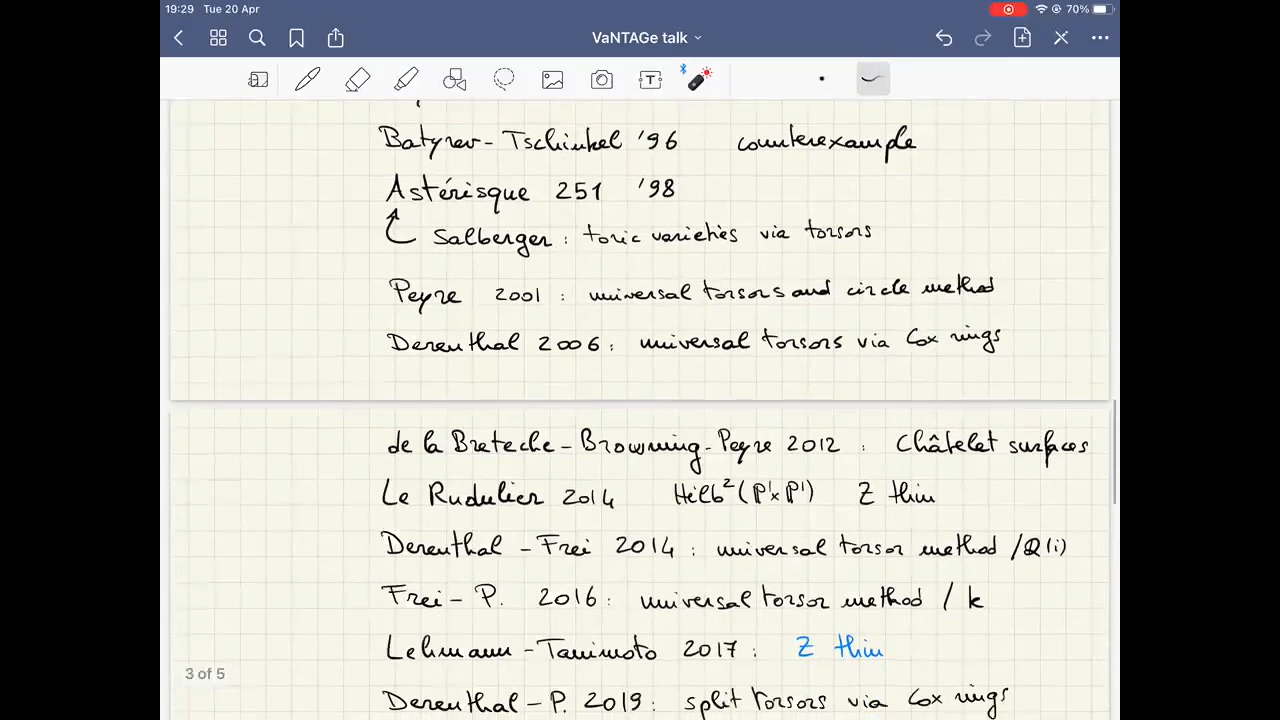 19:29 Tue 20 Apr 70%
VaNTAGe talk
Batyrev-Tschinkel '96 counterexample
Astérisque 251 '98
Salberger: toric varieties via torsors
Peyre 2001: universal torsors and circle method
Derenthal 2006: universal torsors via Cox rings
de la Bretèche-Browning-Peyre 2012: Châtelet surfaces
Le Rudulier 2014 Hilb²(P¹×P¹) Z thin
Derenthal-Frei 2014: universal torsor method /Q(i)
Frei-P. 2016: universal torsor method / k
Lehmann-Tanimoto 2017: Z thin
3 of 5
Derenthal-P. 2019: split torsors via Cox rings